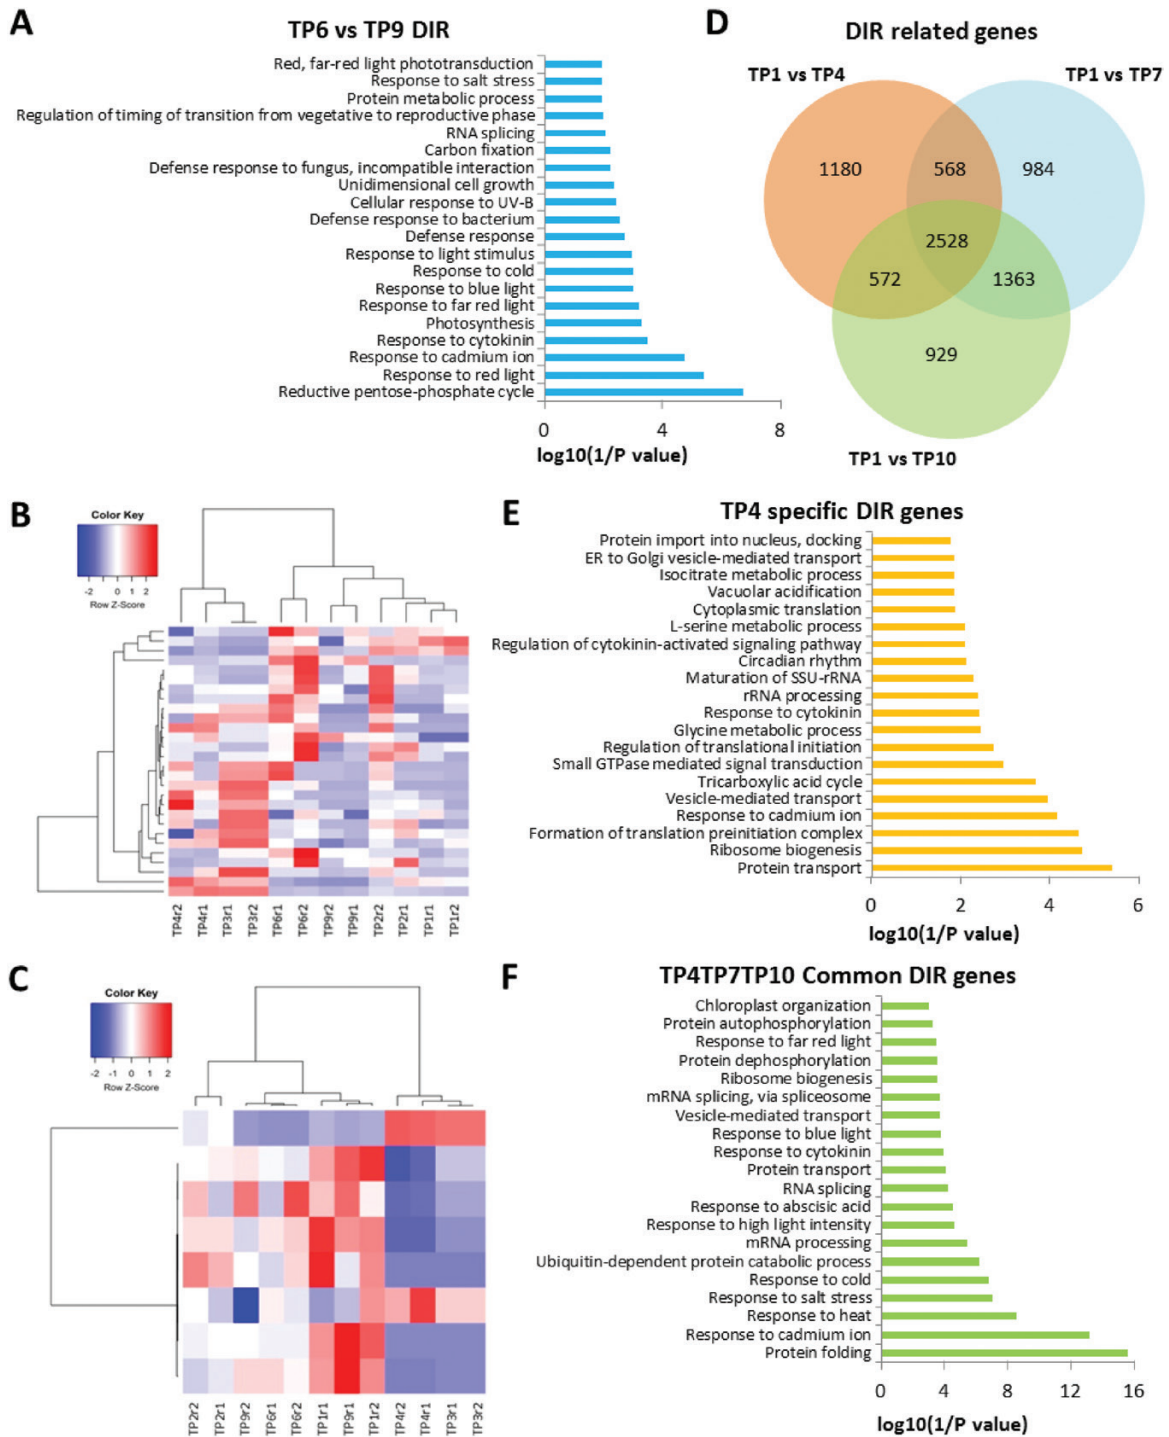 A
TP6 vs TP9 DIR
Red, far-red light phototransduction
Response to salt stress
Protein metabolic process
Regulation of timing of transition from vegetative to reproductive phase
RNA splicing
Carbon fixation
Defense response to fungus, incompatible interaction
Unidimensional cell growth
Cellular response to UV-B
Defense response to bacterium
Defense response
Response to light stimulus
Response to cold
Response to blue light
Response to far red light
Photosynthesis
Response to cytokinin
Response to cadmium ion
Response to red light
Reductive pentose-phosphate cycle
0 4 8
log10(1/P value)
D
DIR related genes
TP1 vs TP4
TP1 vs TP7
1180
568
984
2528
572
1363
929
TP1 vs TP10
B
Color Key
-2 0 1 2
Row Z-Score
TP4r2
TP4r1
TP3r1
TP3r2
TP6r1
TP6r2
TP9r2
TP9r1
TP2r2
TP2r1
TP1r1
TP1r2
E
TP4 specific DIR genes
Protein import into nucleus, docking
ER to Golgi vesicle-mediated transport
Isocitrate metabolic process
Vacuolar acidification
Cytoplasmic translation
L-serine metabolic process
Regulation of cytokinin-activated signaling pathway
Circadian rhythm
Maturation of SSU-rRNA
rRNA processing
Response to cytokinin
Glycine metabolic process
Regulation of translational initiation
Small GTPase mediated signal transduction
Tricarboxylic acid cycle
Vesicle-mediated transport
Response to cadmium ion
Formation of translation preinitiation complex
Ribosome biogenesis
Protein transport
0 2 4 6
log10(1/P value)
C
Color Key
-2 -1 0 1 2
Row Z-Score
TP2r2
TP2r1
TP9r2
TP6r1
TP6r2
TP1r1
TP9r1
TP1r2
TP4r2
TP4r1
TP3r1
TP3r2
F
TP4TP7TP10 Common DIR genes
Chloroplast organization
Protein autophosphorylation
Response to far red light
Protein dephosphorylation
Ribosome biogenesis
mRNA splicing, via spliceosome
Vesicle-mediated transport
Response to blue light
Response to cytokinin
Protein transport
RNA splicing
Response to abscisic acid
Response to high light intensity
mRNA processing
Ubiquitin-dependent protein catabolic process
Response to cold
Response to salt stress
Response to heat
Response to cadmium ion
Protein folding
0 4 8 12 16
log10(1/P value)